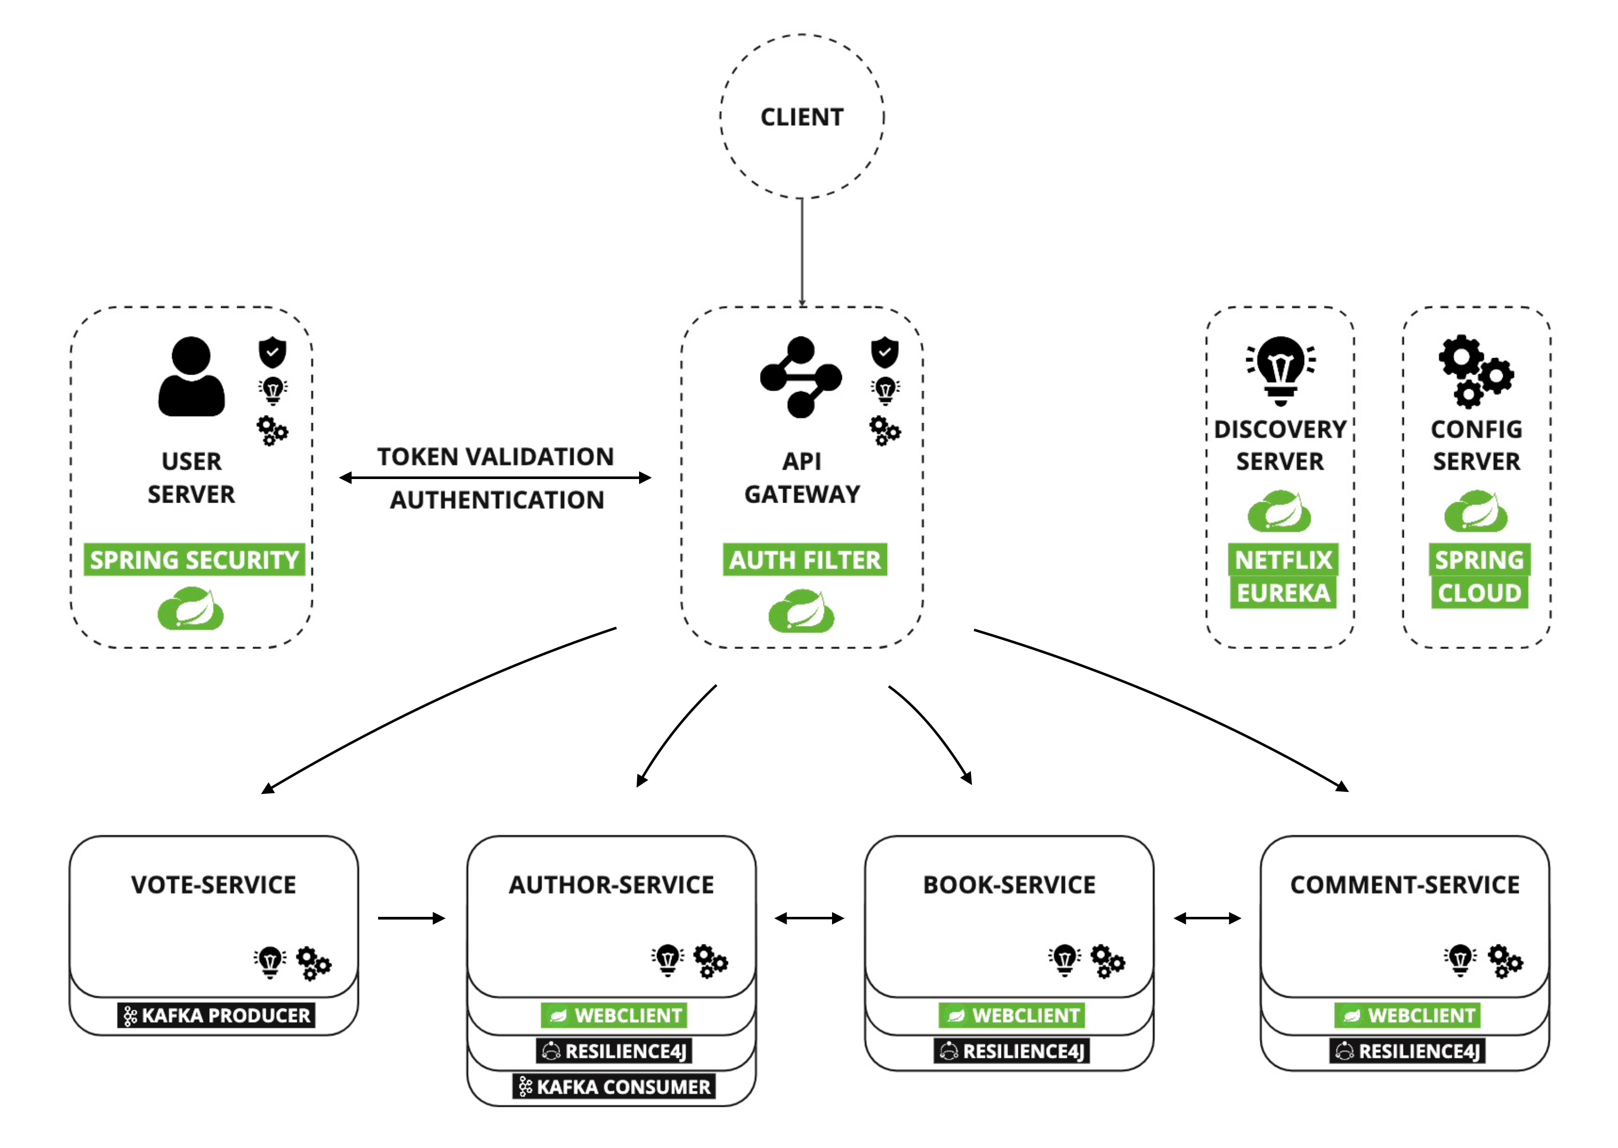 CLIENT
USER
SERVER
SPRING SECURITY
TOKEN VALIDATION
AUTHENTICATION
API
GATEWAY
AUTH FILTER
DISCOVERY
SERVER
NETFLIX
EUREKA
CONFIG
SERVER
SPRING
CLOUD
VOTE-SERVICE
KAFKA PRODUCER
AUTHOR-SERVICE
WEBCLIENT
RESILIENCE4J
KAFKA CONSUMER
BOOK-SERVICE
WEBCLIENT
RESILIENCE4J
COMMENT-SERVICE
WEBCLIENT
RESILIENCE4J